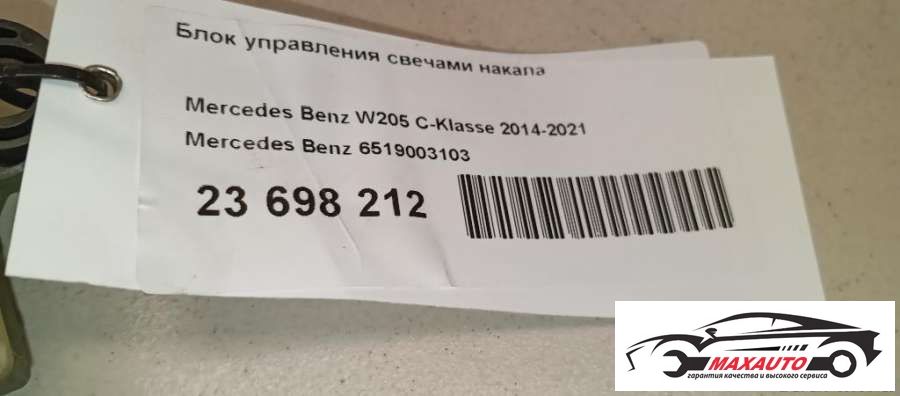 Блок управления свечами накала
Mercedes Benz W205 C-Klasse 2014-2021
Mercedes Benz 6519003103
23 698 212
MAXAUTO
гарантия качества и высокого сервиса